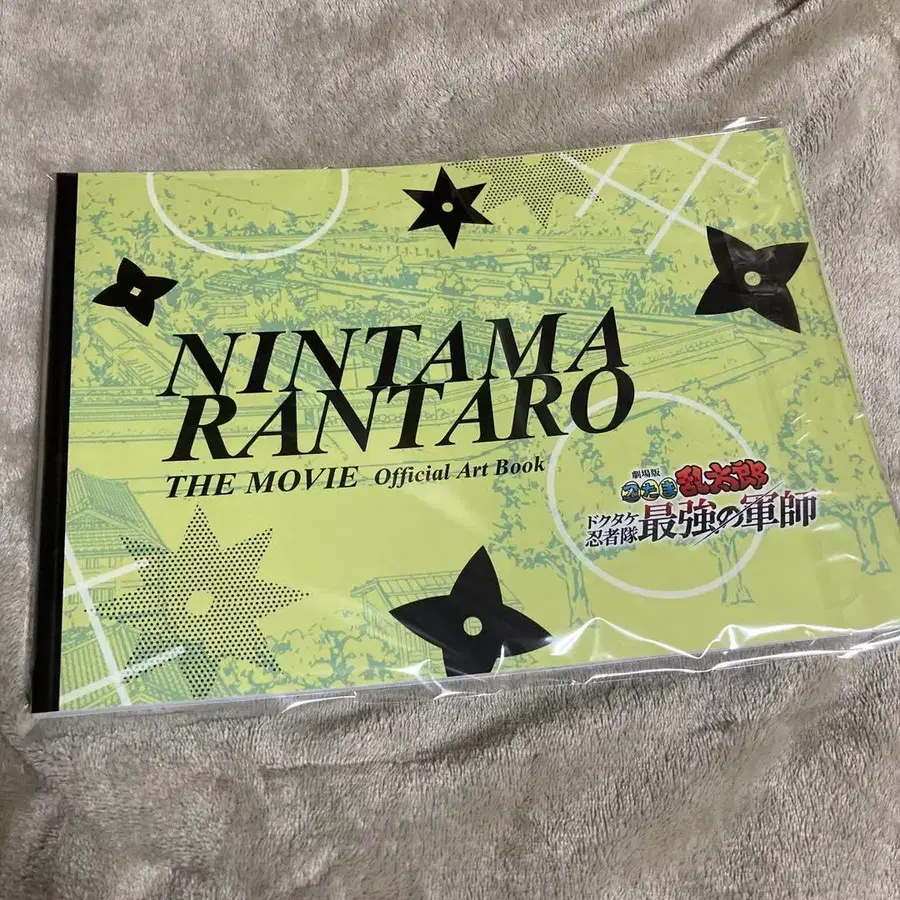 NINTAMA
RANTARO
THE MOVIE Official Art Book
劇場版
忍たま乱太郎
ドクタケ
忍者隊
最強の軍師